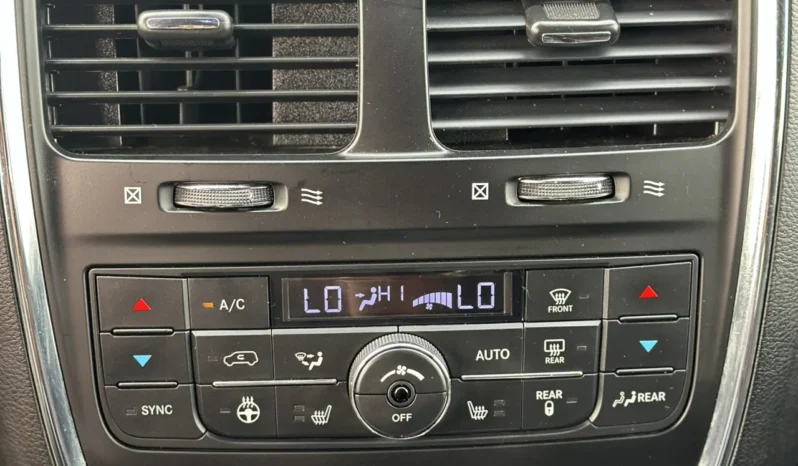 LO HI LO
A/C
FRONT
AUTO
REAR
SYNC
OFF
REAR
REAR